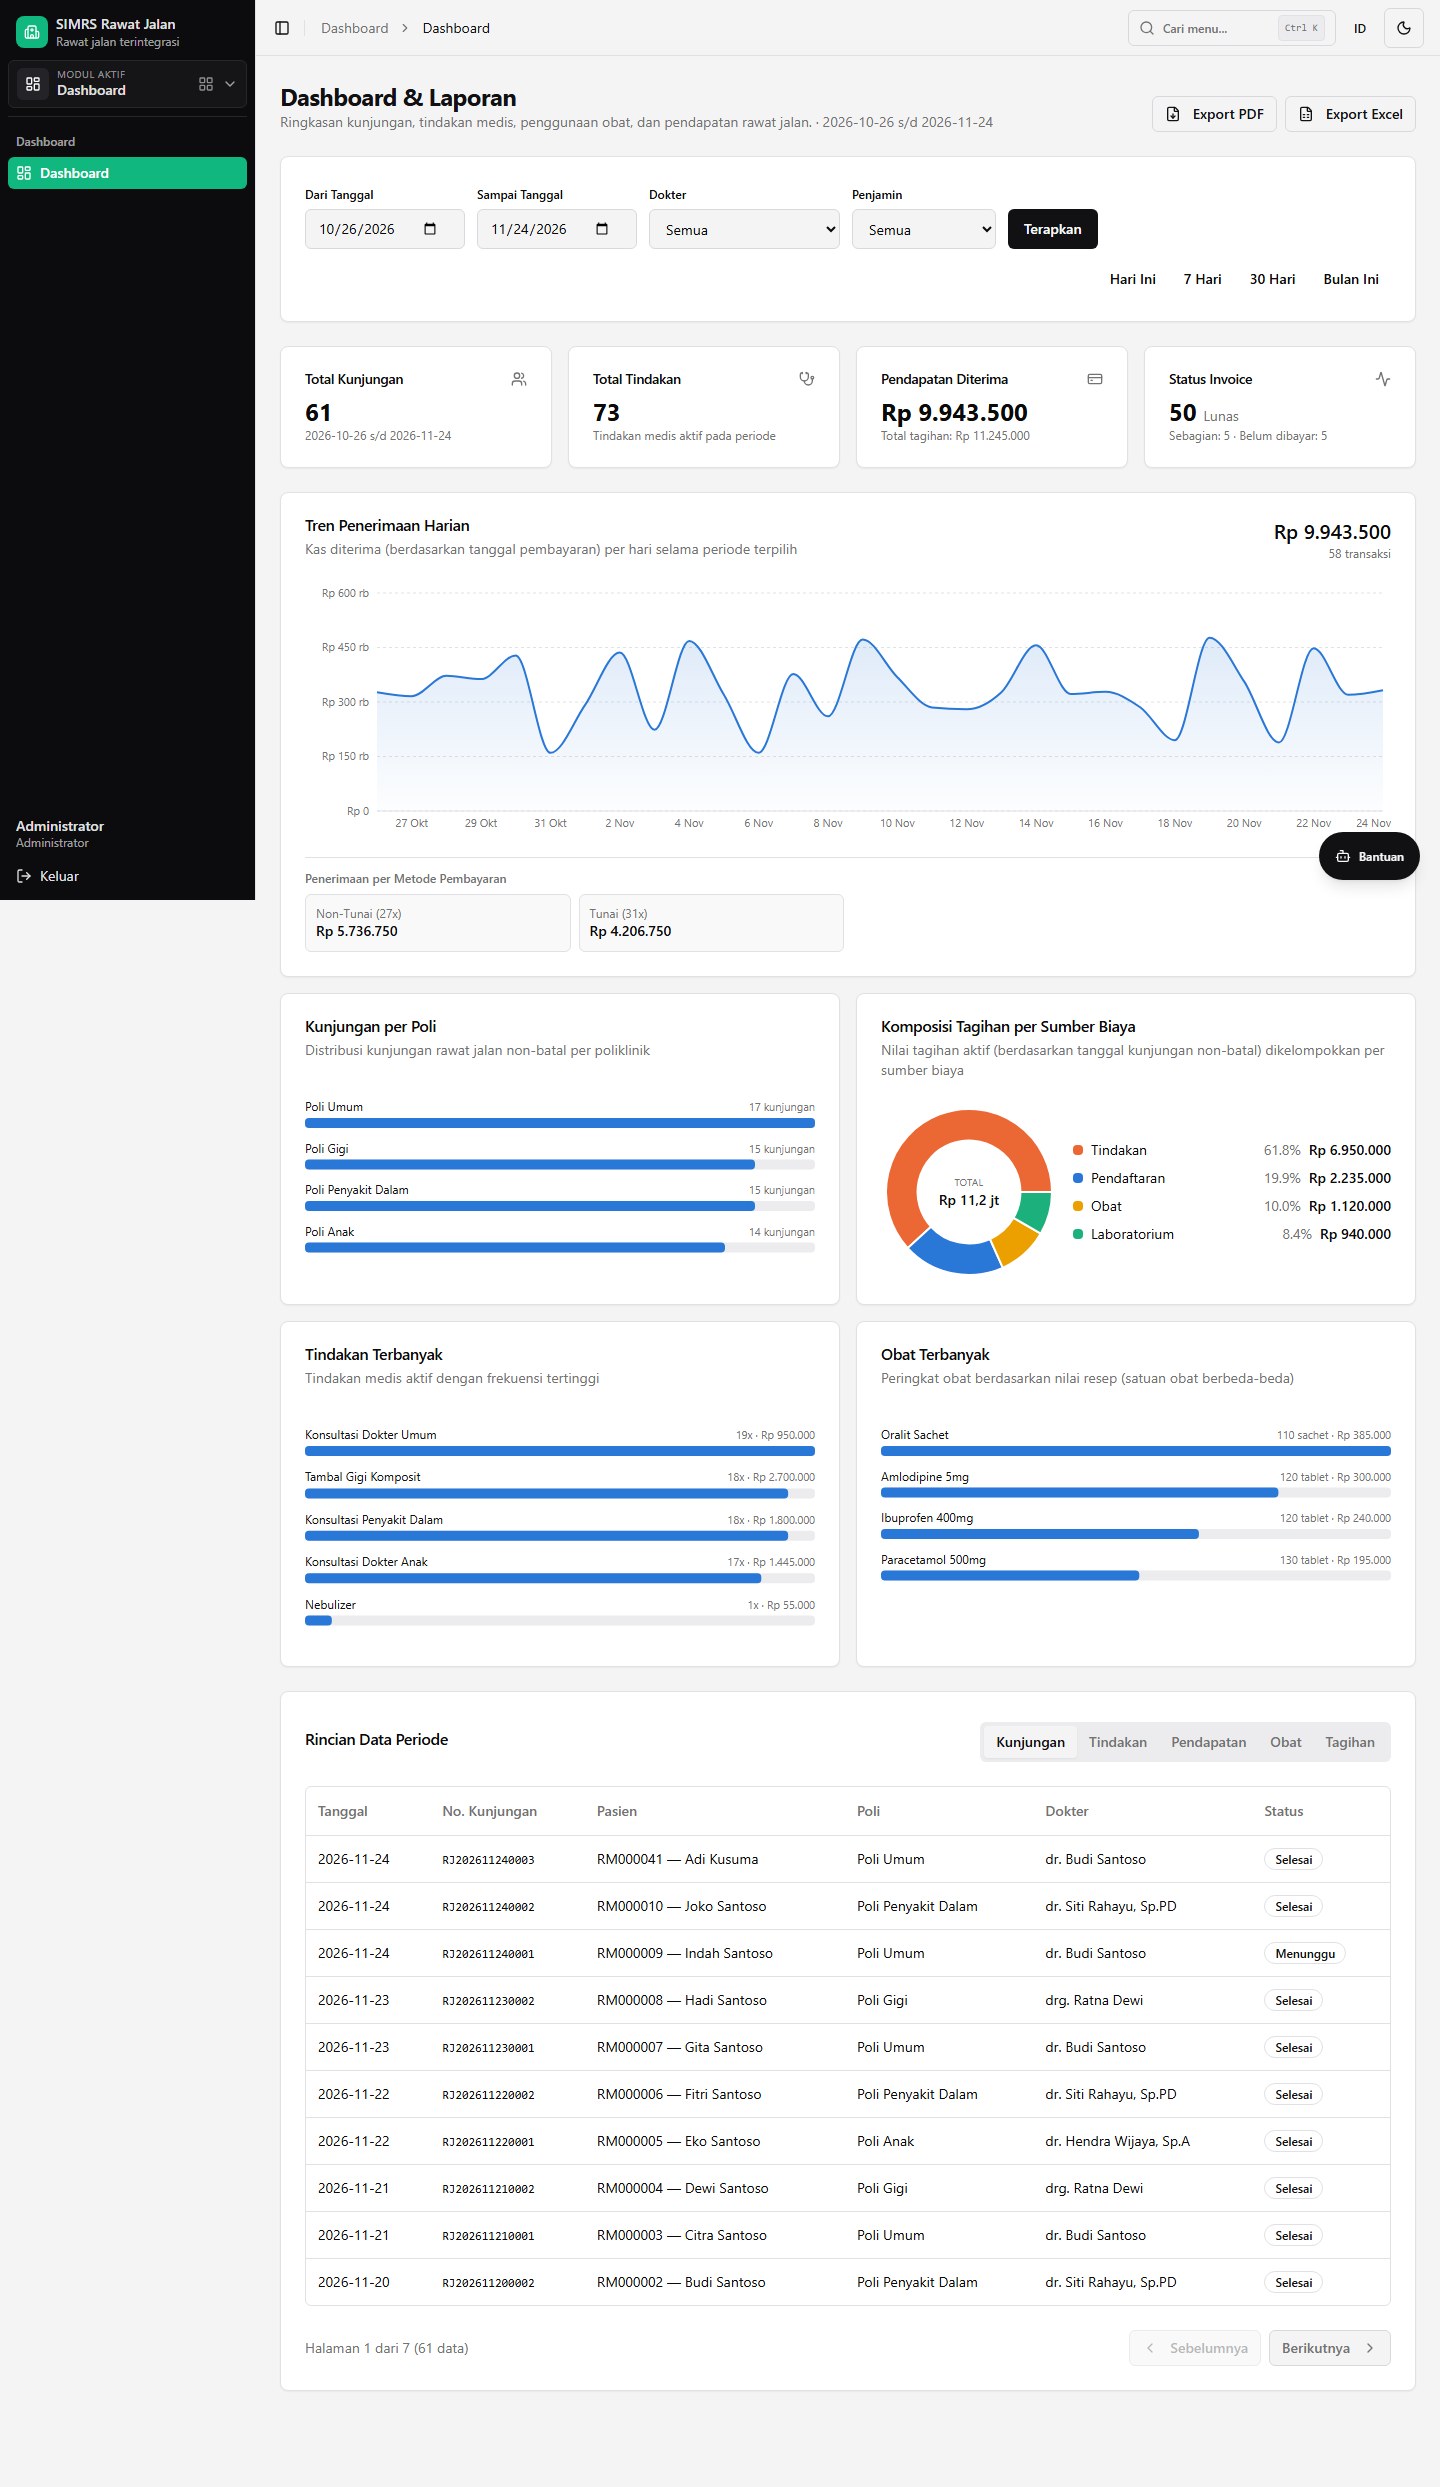 SIMRS Rawat Jalan
Rawat jalan terintegrasi
MODUL AKTIF
Dashboard
Dashboard
Dashboard
Administrator
Administrator
Keluar
Dashboard > Dashboard
Cari menu... Ctrl K
ID
Dashboard & Laporan
Ringkasan kunjungan, tindakan medis, penggunaan obat, dan pendapatan rawat jalan. · 2026-10-26 s/d 2026-11-24
Export PDF
Export Excel
Dari Tanggal Sampai Tanggal Dokter Penjamin
10/26/2026 11/24/2026 Semua Semua Terapkan
Hari Ini 7 Hari 30 Hari Bulan Ini
Total Kunjungan
61
2026-10-26 s/d 2026-11-24
Total Tindakan
73
Tindakan medis aktif pada periode
Pendapatan Diterima
Rp 9.943.500
Total tagihan: Rp 11.245.000
Status Invoice
50 Lunas
Sebagian: 5 · Belum dibayar: 5
Tren Penerimaan Harian
Kas diterima (berdasarkan tanggal pembayaran) per hari selama periode terpilih
Rp 9.943.500
58 transaksi
Rp 600 rb
Rp 450 rb
Rp 300 rb
Rp 150 rb
Rp 0
27 Okt 29 Okt 31 Okt 2 Nov 4 Nov 6 Nov 8 Nov 10 Nov 12 Nov 14 Nov 16 Nov 18 Nov 20 Nov 22 Nov 24 Nov
Bantuan
Penerimaan per Metode Pembayaran
Non-Tunai (27x)
Rp 5.736.750
Tunai (31x)
Rp 4.206.750
Kunjungan per Poli
Distribusi kunjungan rawat jalan non-batal per poliklinik
Poli Umum 17 kunjungan
Poli Gigi 15 kunjungan
Poli Penyakit Dalam 15 kunjungan
Poli Anak 14 kunjungan
Komposisi Tagihan per Sumber Biaya
Nilai tagihan aktif (berdasarkan tanggal kunjungan non-batal) dikelompokkan per
sumber biaya
TOTAL
Rp 11,2 jt
Tindakan 61.8% Rp 6.950.000
Pendaftaran 19.9% Rp 2.235.000
Obat 10.0% Rp 1.120.000
Laboratorium 8.4% Rp 940.000
Tindakan Terbanyak
Tindakan medis aktif dengan frekuensi tertinggi
Konsultasi Dokter Umum 19x · Rp 950.000
Tambal Gigi Komposit 18x · Rp 2.700.000
Konsultasi Penyakit Dalam 18x · Rp 1.800.000
Konsultasi Dokter Anak 17x · Rp 1.445.000
Nebulizer 1x · Rp 55.000
Obat Terbanyak
Peringkat obat berdasarkan nilai resep (satuan obat berbeda-beda)
Oralit Sachet 110 sachet · Rp 385.000
Amlodipine 5mg 120 tablet · Rp 300.000
Ibuprofen 400mg 120 tablet · Rp 240.000
Paracetamol 500mg 130 tablet · Rp 195.000
Rincian Data Periode
Kunjungan Tindakan Pendapatan Obat Tagihan
Tanggal No. Kunjungan Pasien Poli Dokter Status
2026-11-24 RJ202611240003 RM000041 — Adi Kusuma Poli Umum dr. Budi Santoso Selesai
2026-11-24 RJ202611240002 RM000010 — Joko Santoso Poli Penyakit Dalam dr. Siti Rahayu, Sp.PD Selesai
2026-11-24 RJ202611240001 RM000009 — Indah Santoso Poli Umum dr. Budi Santoso Menunggu
2026-11-23 RJ202611230002 RM000008 — Hadi Santoso Poli Gigi drg. Ratna Dewi Selesai
2026-11-23 RJ202611230001 RM000007 — Gita Santoso Poli Umum dr. Budi Santoso Selesai
2026-11-22 RJ202611220002 RM000006 — Fitri Santoso Poli Penyakit Dalam dr. Siti Rahayu, Sp.PD Selesai
2026-11-22 RJ202611220001 RM000005 — Eko Santoso Poli Anak dr. Hendra Wijaya, Sp.A Selesai
2026-11-21 RJ202611210002 RM000004 — Dewi Santoso Poli Gigi drg. Ratna Dewi Selesai
2026-11-21 RJ202611210001 RM000003 — Citra Santoso Poli Umum dr. Budi Santoso Selesai
2026-11-20 RJ202611200002 RM000002 — Budi Santoso Poli Penyakit Dalam dr. Siti Rahayu, Sp.PD Selesai
Halaman 1 dari 7 (61 data)
Sebelumnya
Berikutnya